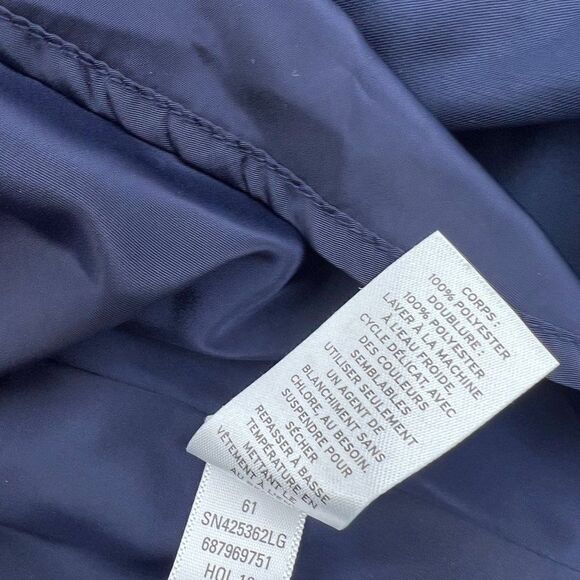 CORPS :
100% POLYESTER
DOUBLURE :
100% POLYESTER
LAVER À LA MACHINE
À L'EAU FROIDE,
CYCLE DÉLICAT, AVEC
DES COULEURS
SEMBLABLES
UTILISER SEULEMENT
UN AGENT DE
BLANCHIMENT SANS
CHLORE, AU BESOIN.
SUSPENDRE POUR
SÉCHER
REPASSER À BASSE
TEMPÉRATURE EN
METTANT LE
VÊTEMENT
61
SN425362LG
687969751
HOL